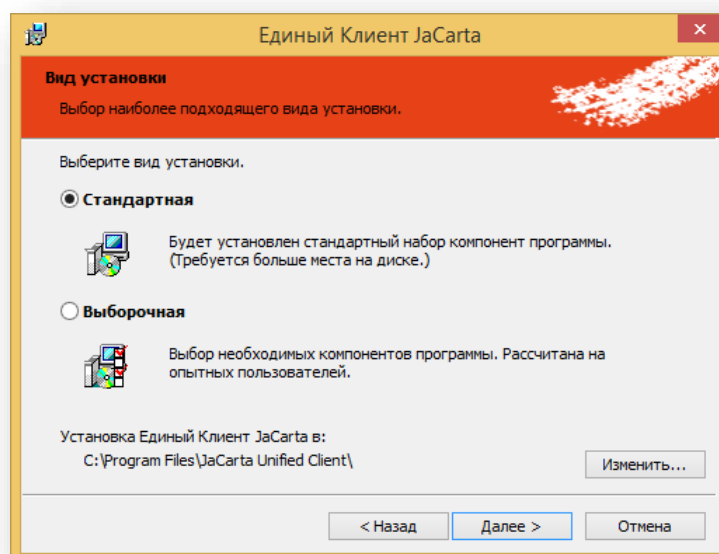 Единый Клиент JaCarta
Вид установки
Выбор наиболее подходящего вида установки.
Выберите вид установки.
Стандартная
Будет установлен стандартный набор компонент программы.
(Требуется больше места на диске.)
Выборочная
Выбор необходимых компонентов программы. Рассчитана на
опытных пользователей.
Установка Единый Клиент JaCarta в:
C:\Program Files\JaCarta Unified Client\
Изменить...
< Назад
Далее >
Отмена